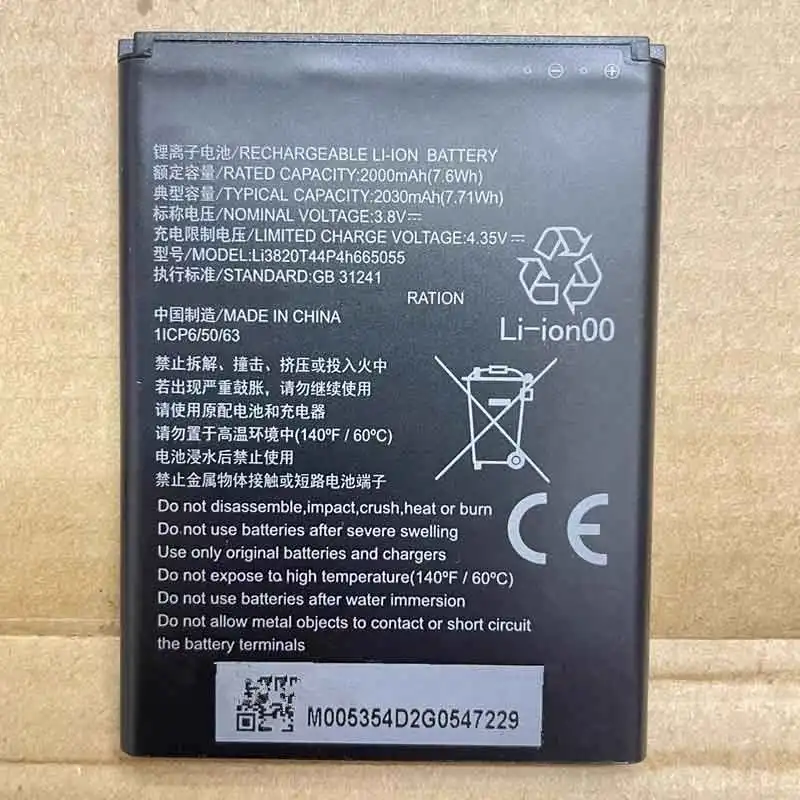 锂离子电池/RECHARGEABLE LI-ION BATTERY
额定容量/RATED CAPACITY:2000mAh(7.6Wh)
典型容量/TYPICAL CAPACITY:2030mAh(7.71Wh)
标称电压/NOMINAL VOLTAGE:3.8V⎓
充电限制电压/LIMITED CHARGE VOLTAGE:4.35V⎓
型号/MODEL:Li3820T44P4h665055
执行标准/STANDARD:GB 31241
RATION
中国制造/MADE IN CHINA
1ICP6/50/63
Li-ion00
禁止拆解、撞击、挤压或投入火中
若出现严重鼓胀，请勿继续使用
请使用原配电池和充电器
请勿置于高温环境中(140ºF / 60ºC)
电池浸水后禁止使用
禁止金属物体接触或短路电池端子
Do not disassemble,impact,crush,heat or burn
Do not use batteries after severe swelling
Use only original batteries and chargers
Do not expose to high temperature(140ºF / 60ºC)
Do not use batteries after water immersion
Do not allow metal objects to contact or short circuit
the battery terminals
CE
M005354D2G0547229